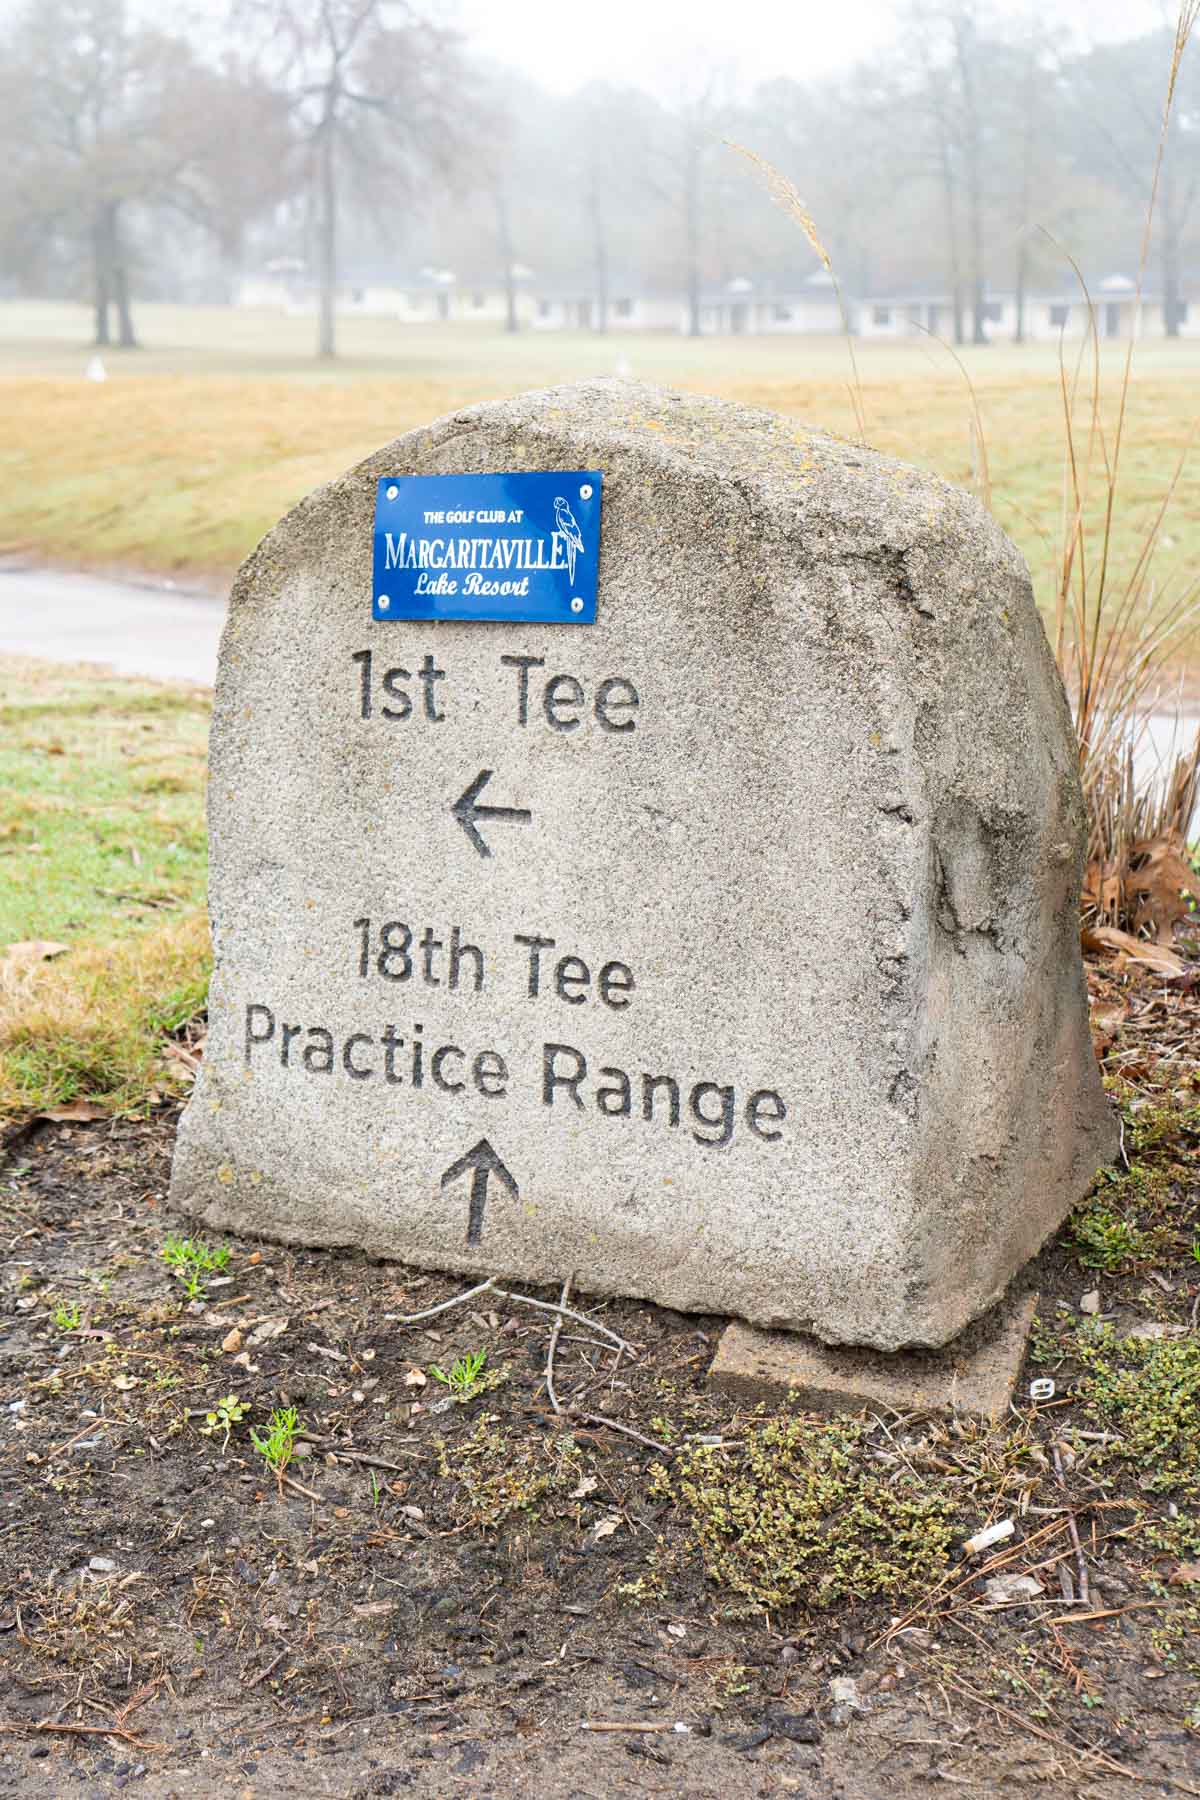 THE GOLF CLUB AT
MARGARITAVILLE
Lake Resort
1st Tee
←
18th Tee
Practice Range
↑